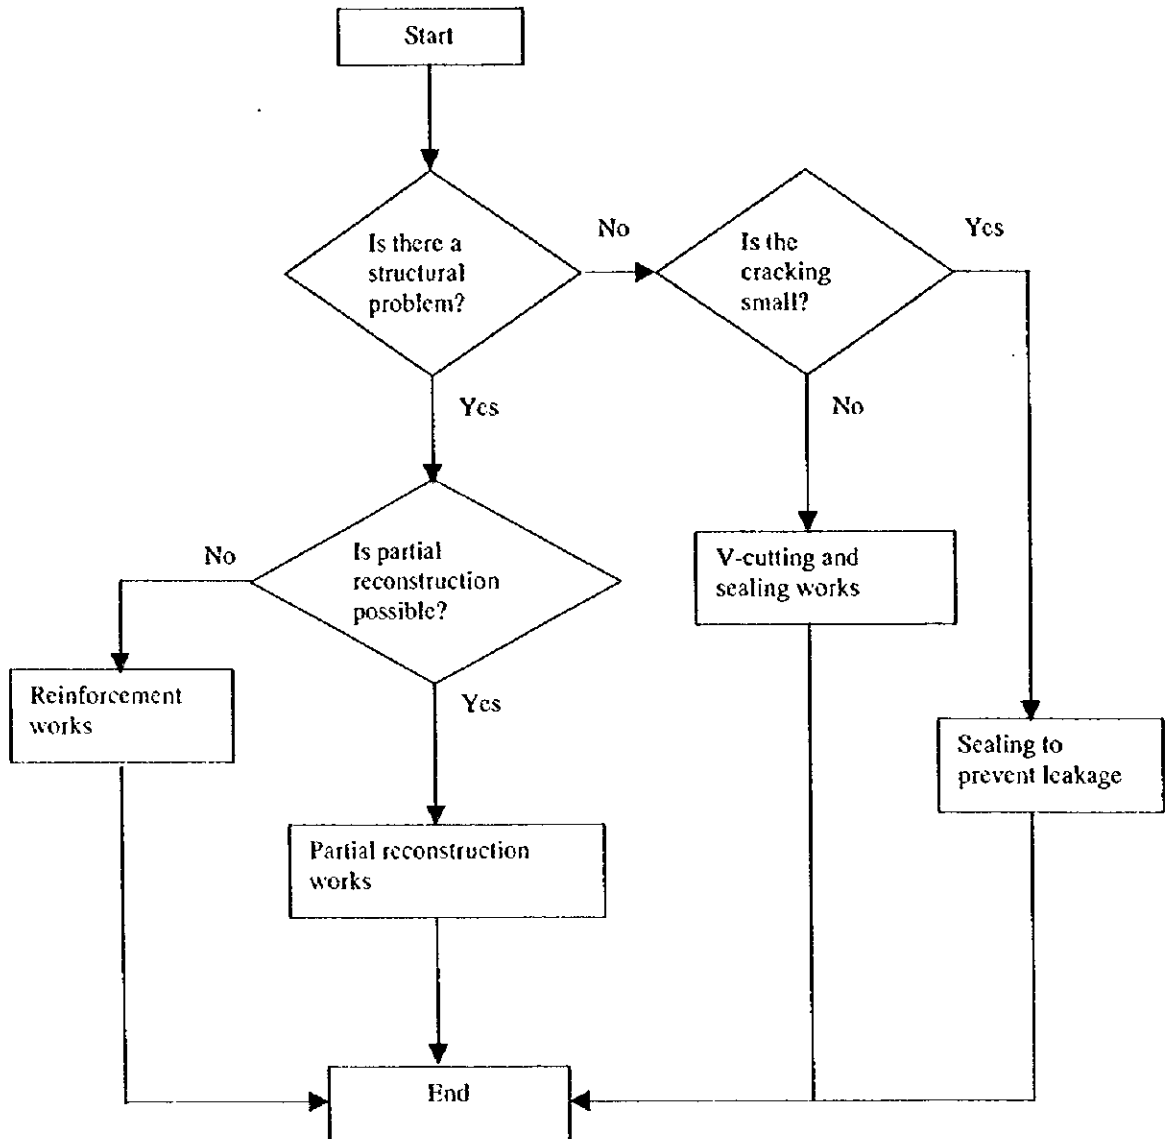 Start
Is there a
structural
problem?
No
Is the
cracking
small?
Yes
Yes
No
Is partial
reconstruction
possible?
No
V-cutting and
sealing works
Reinforcement
works
Yes
Sealing to
prevent leakage
Partial reconstruction
works
End